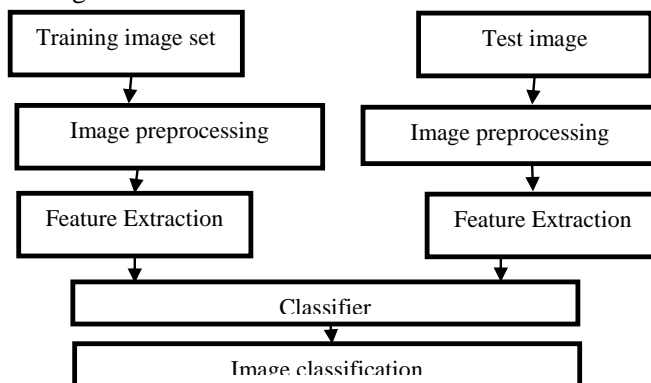 Training image set
Test image
Image preprocessing
Image preprocessing
Feature Extraction
Feature Extraction
Classifier
Image classification